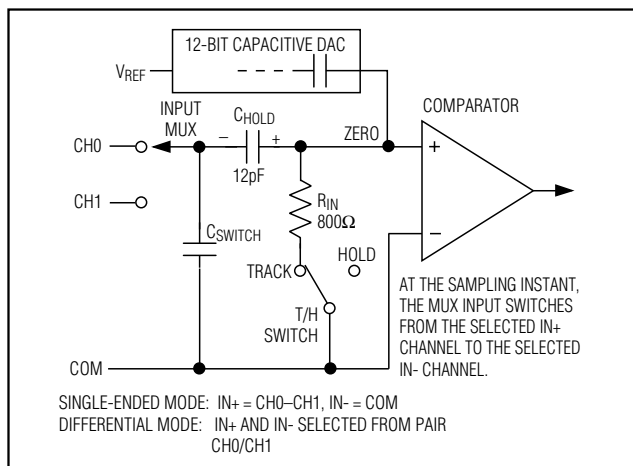 12-BIT CAPACITIVE DAC
VREF
COMPARATOR
INPUT
MUX
CHOLD
ZERO
CH0
– +
12pF
+
CH1
RIN
800Ω
CSWITCH
HOLD
–
TRACK
T/H
SWITCH
AT THE SAMPLING INSTANT,
THE MUX INPUT SWITCHES
FROM THE SELECTED IN+
CHANNEL TO THE SELECTED
IN- CHANNEL.
COM
SINGLE-ENDED MODE: IN+ = CH0–CH1, IN- = COM
DIFFERENTIAL MODE: IN+ AND IN- SELECTED FROM PAIR
CH0/CH1